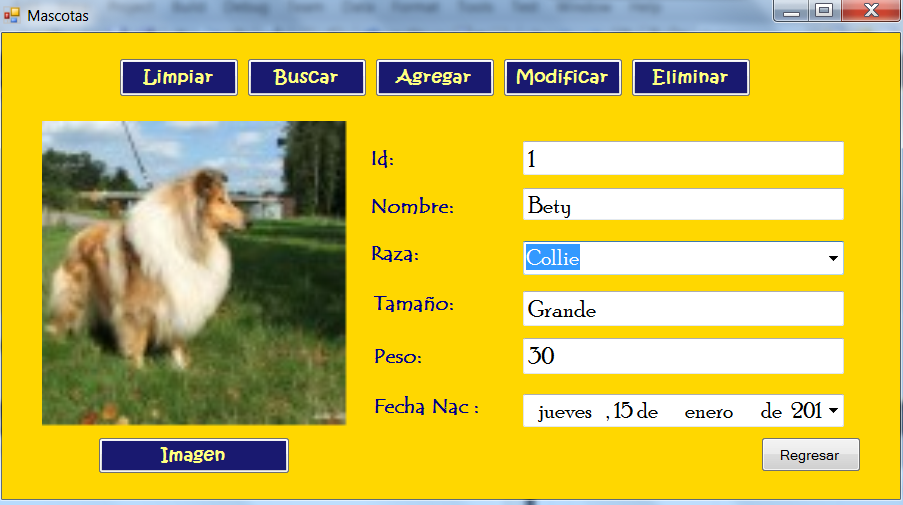 Mascotas
Limpiar Buscar Agregar Modificar Eliminar
Id: 1
Nombre: Bety
Raza: Collie
Tamaño: Grande
Peso: 30
Fecha Nac : jueves , 15 de enero de 201
Imagen Regresar